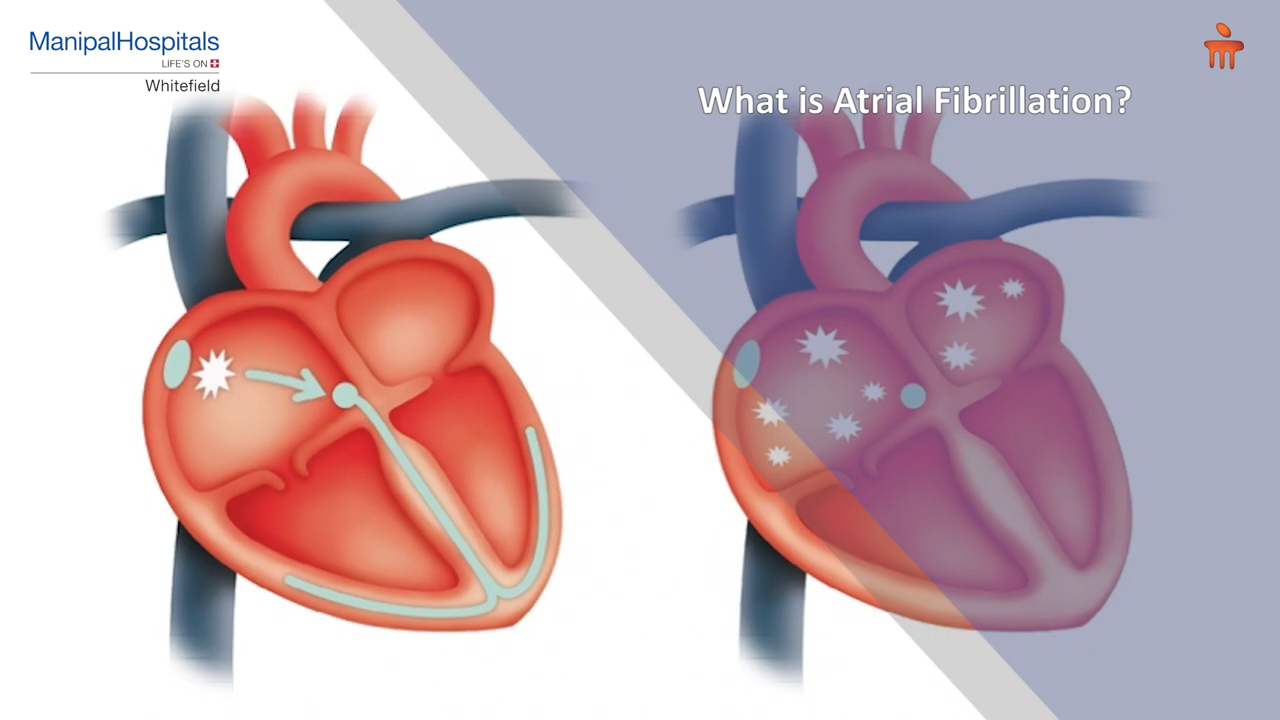 ManipalHospitals
LIFE'S ON
Whitefield
What is Atrial Fibrillation?